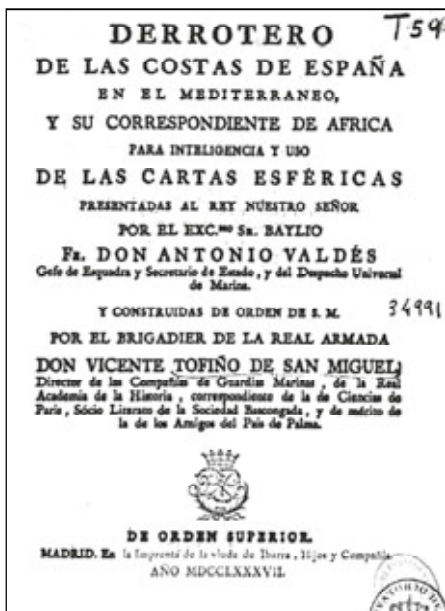 DERROTERO
T59
DE LAS COSTAS DE ESPAÑA
EN EL MEDITERRANEO,
Y SU CORRESPONDIENTE DE AFRICA
PARA INTELIGENCIA Y USO
DE LAS CARTAS ESFÉRICAS
PRESENTADAS AL REY NUESTRO SEÑOR
POR EL EXC.MO SR. BAYLIO
FR. DON ANTONIO VALDÉS
Gefe de Esquadra y Secretario de Estado, y del Despacho Universal
de Marina.
Y CONSTRUIDAS DE ORDEN DE S. M.
34991
POR EL BRIGADIER DE LA REAL ARMADA
DON VICENTE TOFIÑO DE SAN MIGUEL,
Director de las Compañías de Guardias Marinas, de la Real
Academia de la Historia, correspondiente de la de Ciencias de
París, Sócio Literato de la Sociedad Bascongada, y de mérito de
la de los Amigos del País de Palma.
DE ORDEN SUPERIOR.
MADRID. En la Imprenta de la viuda de Ibarra, Hijos y Compañía.
AÑO MDCCLXXXVII.